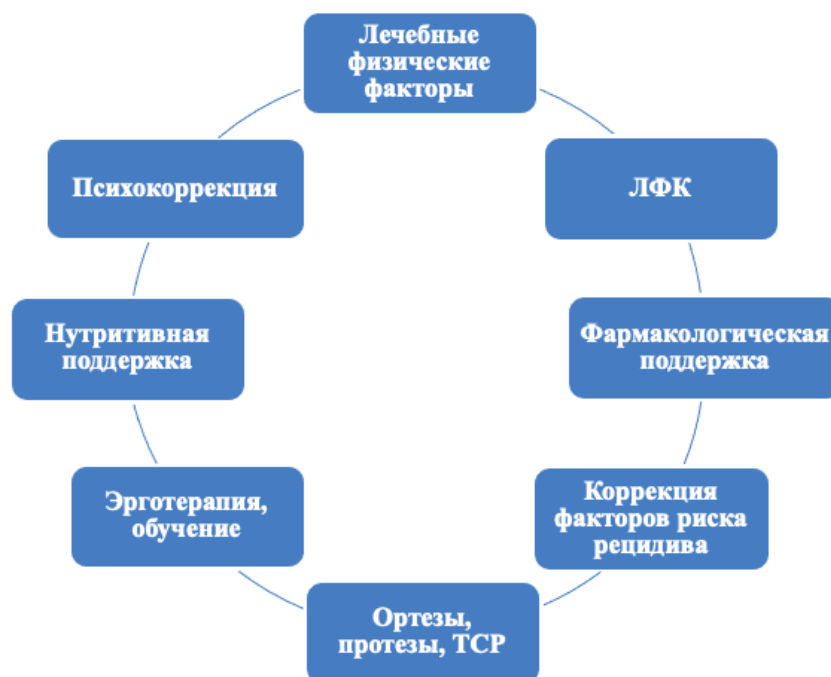 Лечебные
физические
факторы
Психокоррекция
ЛФК
Нутритивная
поддержка
Фармакологическая
поддержка
Эрготерапия,
обучение
Коррекция
факторов риска
рецидива
Ортезы,
протезы, ТСР